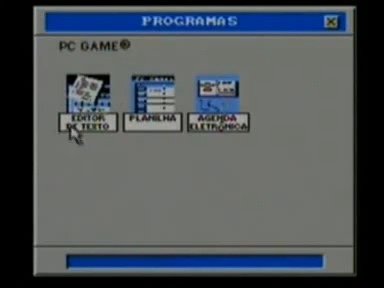 PROGRAMAS
PC GAME®
EDITOR
DE TEXTO
PLANILHA
AGENDA
ELETRÔNICA